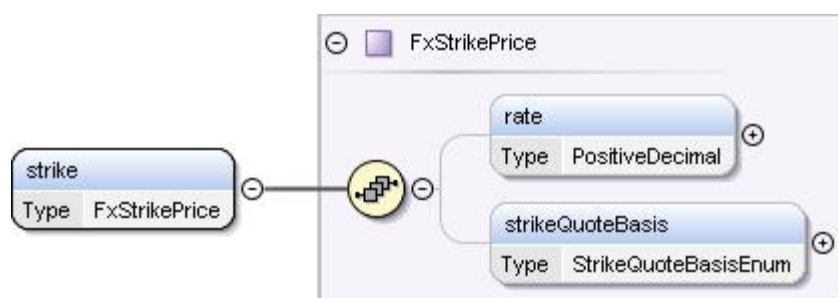 FxStrikePrice
rate
Type PositiveDecimal
strike
Type FxStrikePrice
strikeQuoteBasis
Type StrikeQuoteBasisEnum